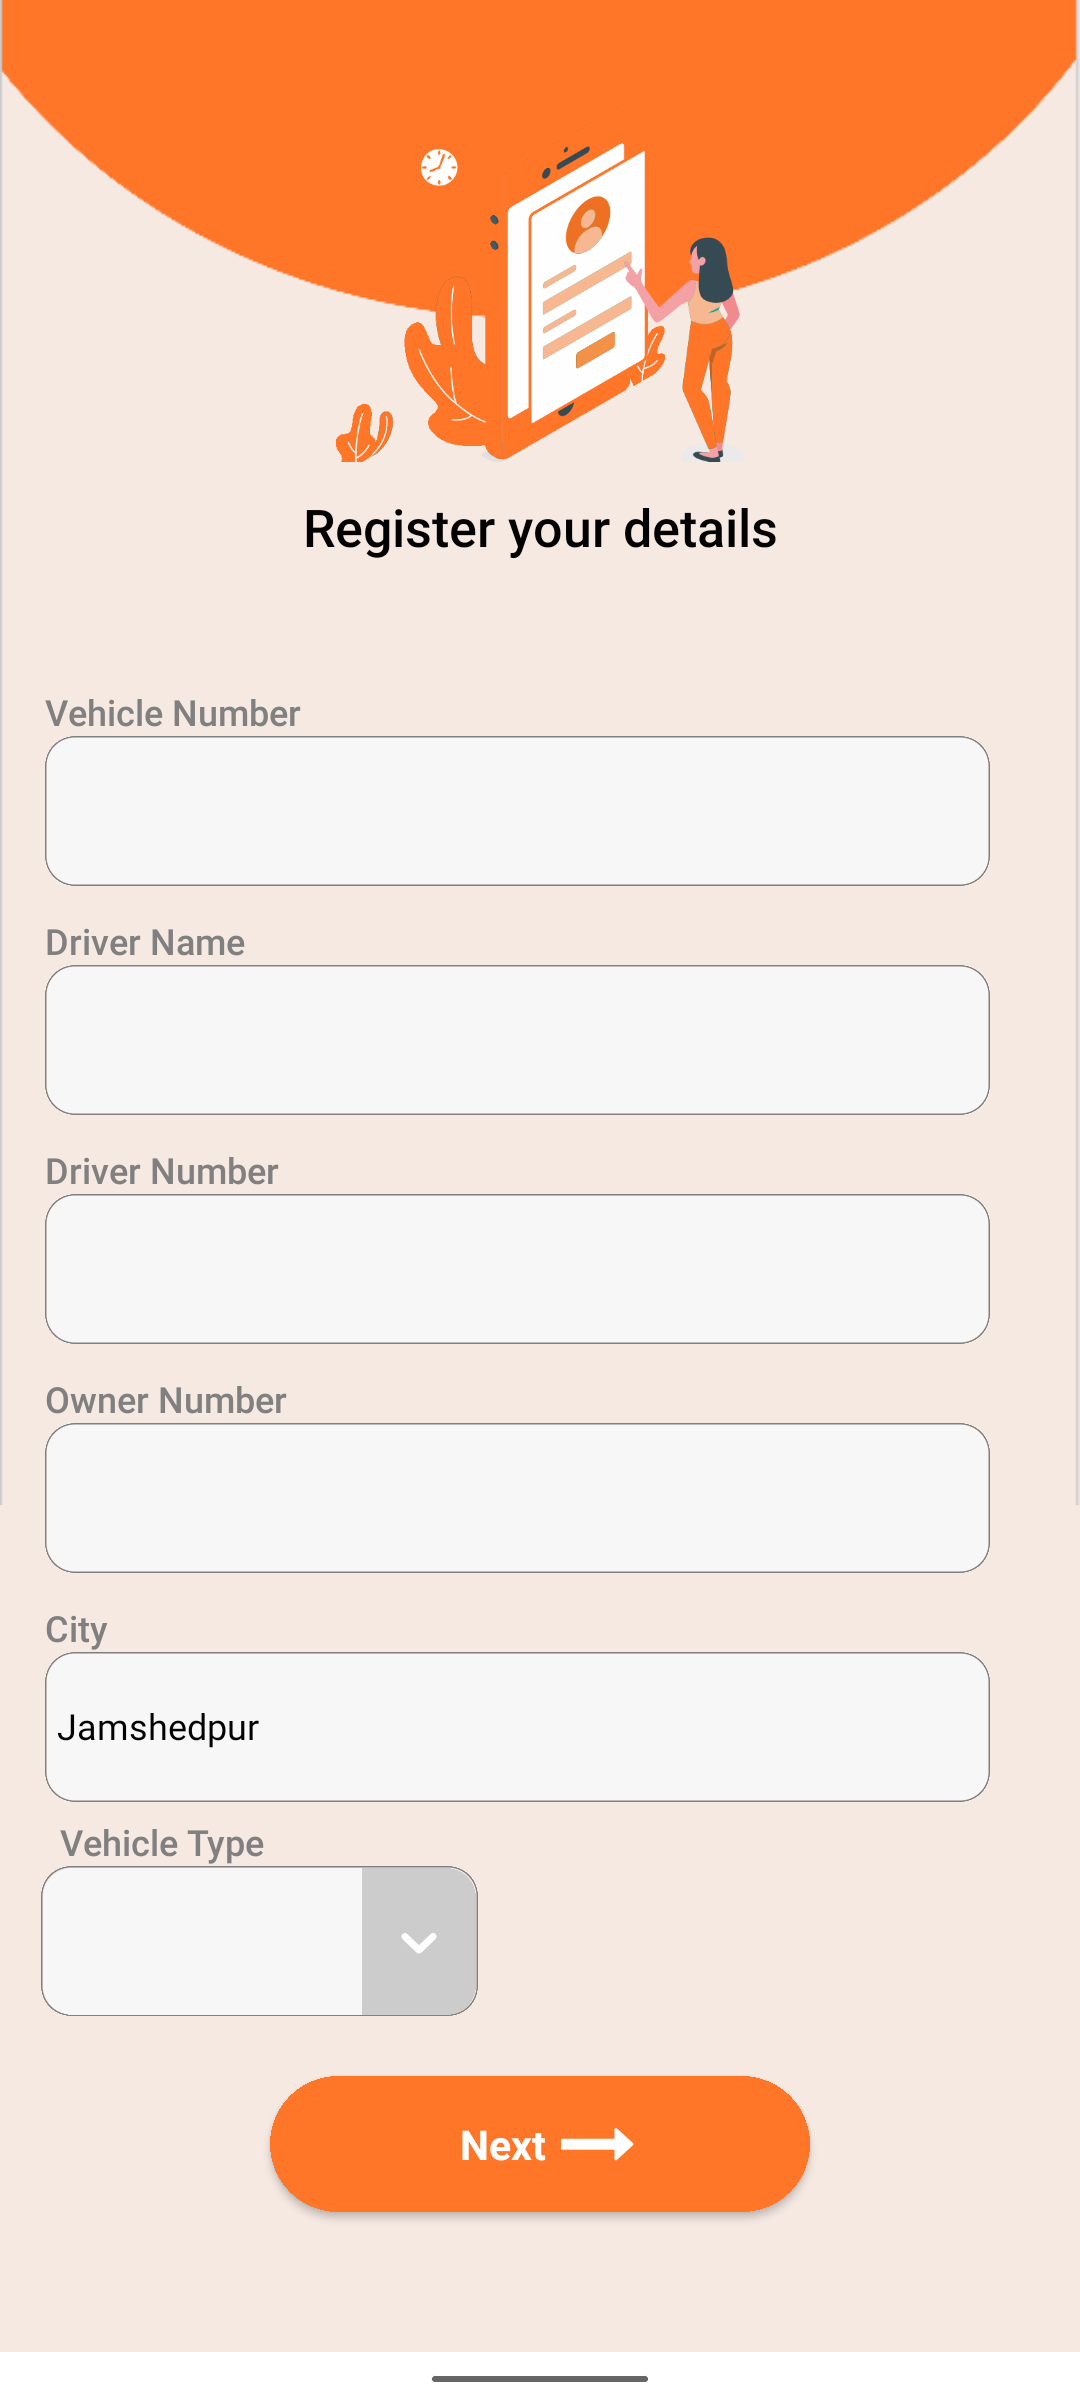 Register your details
Vehicle Number
Driver Name
Driver Number
Owner Number
City
Jamshedpur
Vehicle Type
Next